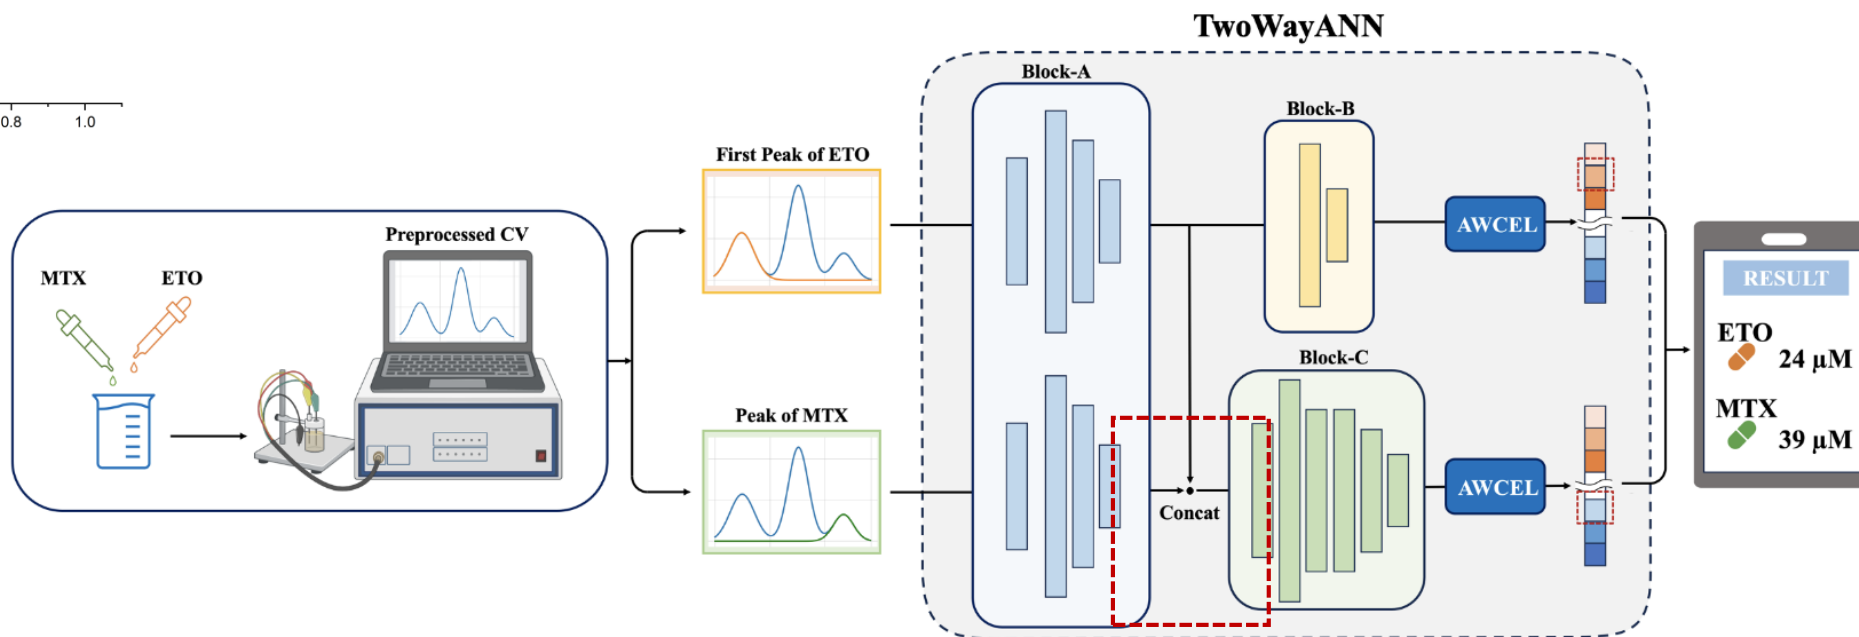 TwoWayANN
0.8
1.0
Block-A
Block-B
First Peak of ETO
Preprocessed CV
MTX
ETO
AWCEL
RESULT
ETO
24 μM
Block-C
Peak of MTX
MTX
39 μM
Concat
AWCEL